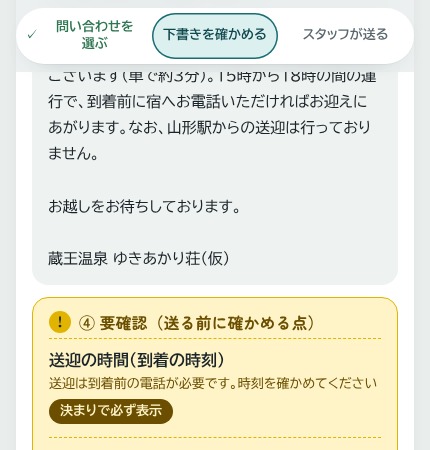 ✓ 問い合わせを
選ぶ
下書きを確かめる
スタッフが送る
ございます(車で約3分)。15時から18時の間の運
行で、到着前に宿へお電話いただければお迎えに
あがります。なお、山形駅からの送迎は行っており
ません。
お越しをお待ちしております。
蔵王温泉 ゆきあかり荘(仮)
! ④ 要確認(送る前に確かめる点)
送迎の時間(到着の時刻)
送迎は到着前の電話が必要です。時刻を確かめてください
決まりで必ず表示